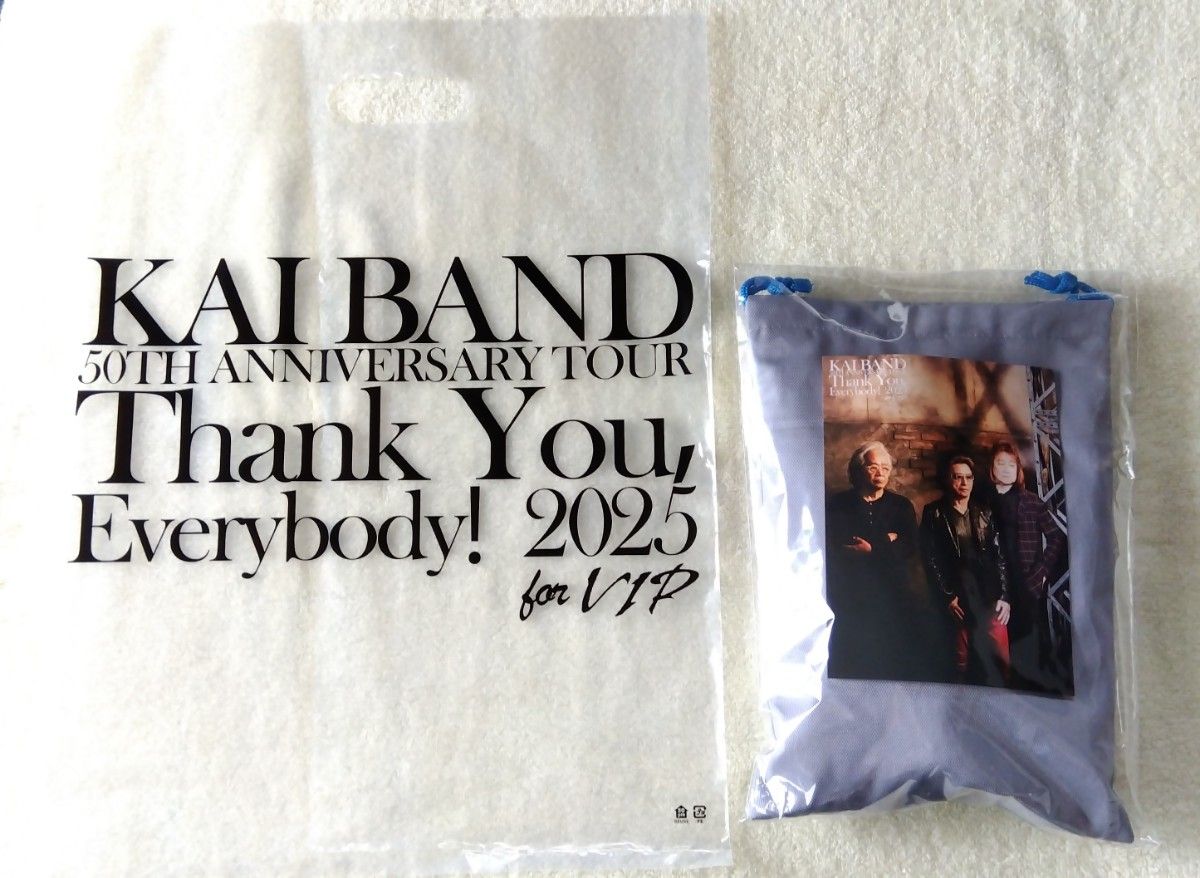 KAI BAND
50TH ANNIVERSARY TOUR
Thank You,
Everybody! 2025
for VIP
KAI BAND
Thank You,
Everybody! 2025